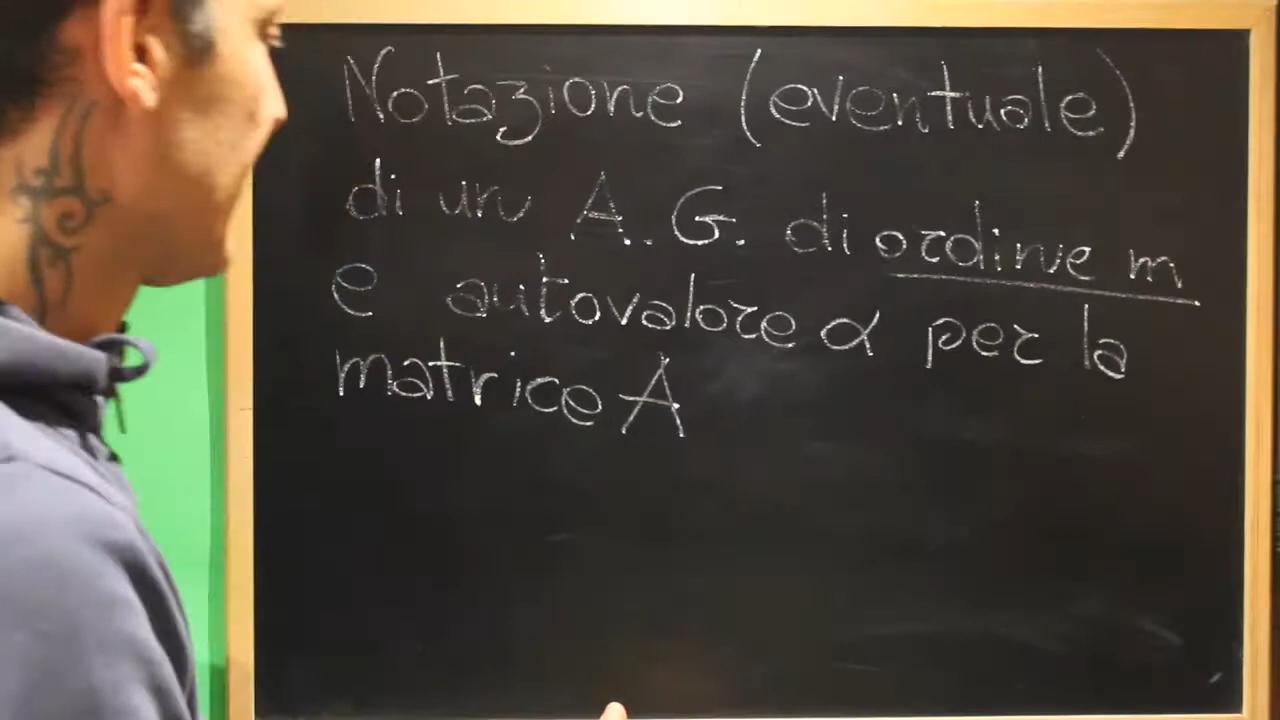 Notazione (eventuale)
di un A.G. di ordine m
e autovalore α per la
matrice A